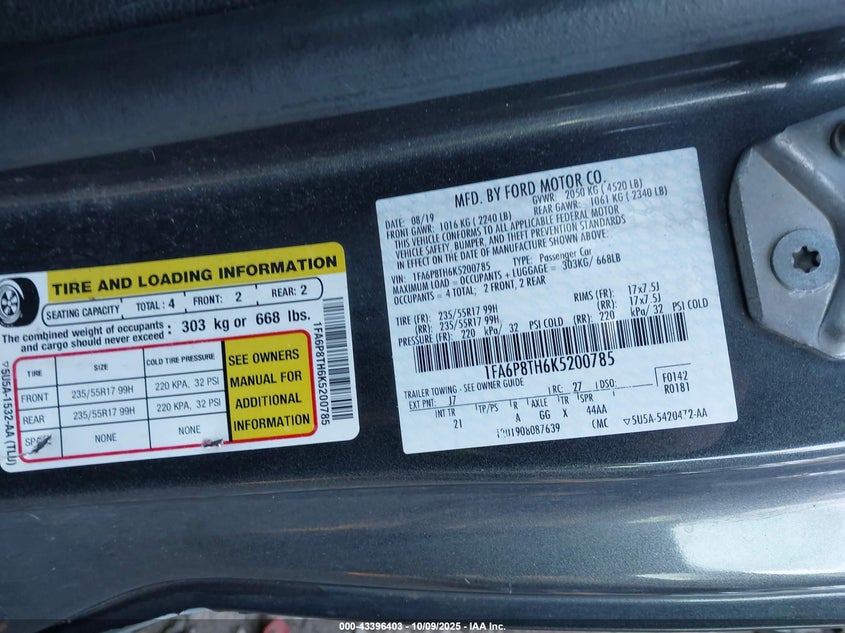 TIRE AND LOADING INFORMATION
SEATING CAPACITY TOTAL: 4 FRONT: 2 REAR: 2
The combined weight of occupants and cargo should never exceed : 303 kg or 668 lbs.
TIRE SIZE COLD TIRE PRESSURE
FRONT 235/55R17 99H 220 KPA, 32 PSI
REAR 235/55R17 99H 220 KPA, 32 PSI
NONE NONE
SEE OWNERS
MANUAL FOR
ADDITIONAL
INFORMATION
5U5A-1532-AA (TLU)
1FA6P8TH6K5200785
MFD. BY FORD MOTOR CO.
DATE: 08/19 GVWR: 2050 KG ( 4520 LB)
FRONT GAWR: 1016 KG ( 2240 LB) REAR GAWR: 1061 KG ( 2340 LB)
THIS VEHICLE CONFORMS TO ALL APPLICABLE FEDERAL MOTOR
VEHICLE SAFETY, BUMPER, AND THEFT PREVENTION STANDARDS
IN EFFECT ON THE DATE OF MANUFACTURE SHOWN ABOVE.
VIN: 1FA6P8TH6K5200785 TYPE: Passenger Car
MAXIMUM LOAD = OCCUPANTS + LUGGAGE = 303KG/ 668LB
OCCUPANTS = 4 TOTAL: 2 FRONT, 2 REAR
TIRE (FR): 235/55R17 99H RIMS (FR): 17x7.5J
(RR): 235/55R17 99H (RR): 17x7.5J
PRESSURE (FR): 220 kPa/ 32 PSI COLD (RR): 220 kPa/ 32 PSI COLD
1FA6P8TH6K5200785
TRAILER TOWING - SEE OWNER GUIDE
EXT PNT: J7 RC: 27 DSO: F0142
INT TR TP/PS R AXLE TR SPR R0181
21 A GG X 44AA
CMC 5U5A-5420472-AA
000-43396403 - 10/09/2025 - IAA Inc.